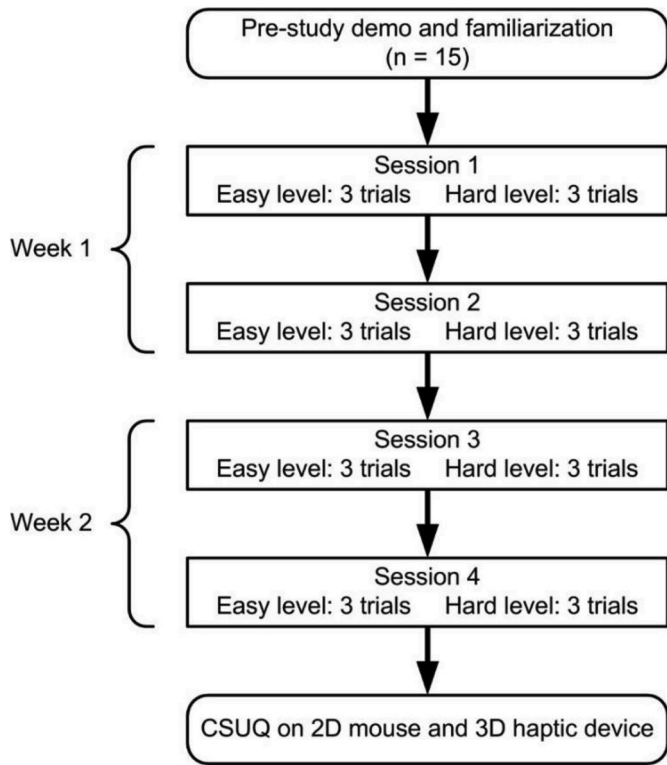 Pre-study demo and familiarization
(n = 15)
Session 1
Easy level: 3 trials Hard level: 3 trials
Week 1
Session 2
Easy level: 3 trials Hard level: 3 trials
Session 3
Easy level: 3 trials Hard level: 3 trials
Week 2
Session 4
Easy level: 3 trials Hard level: 3 trials
CSUQ on 2D mouse and 3D haptic device